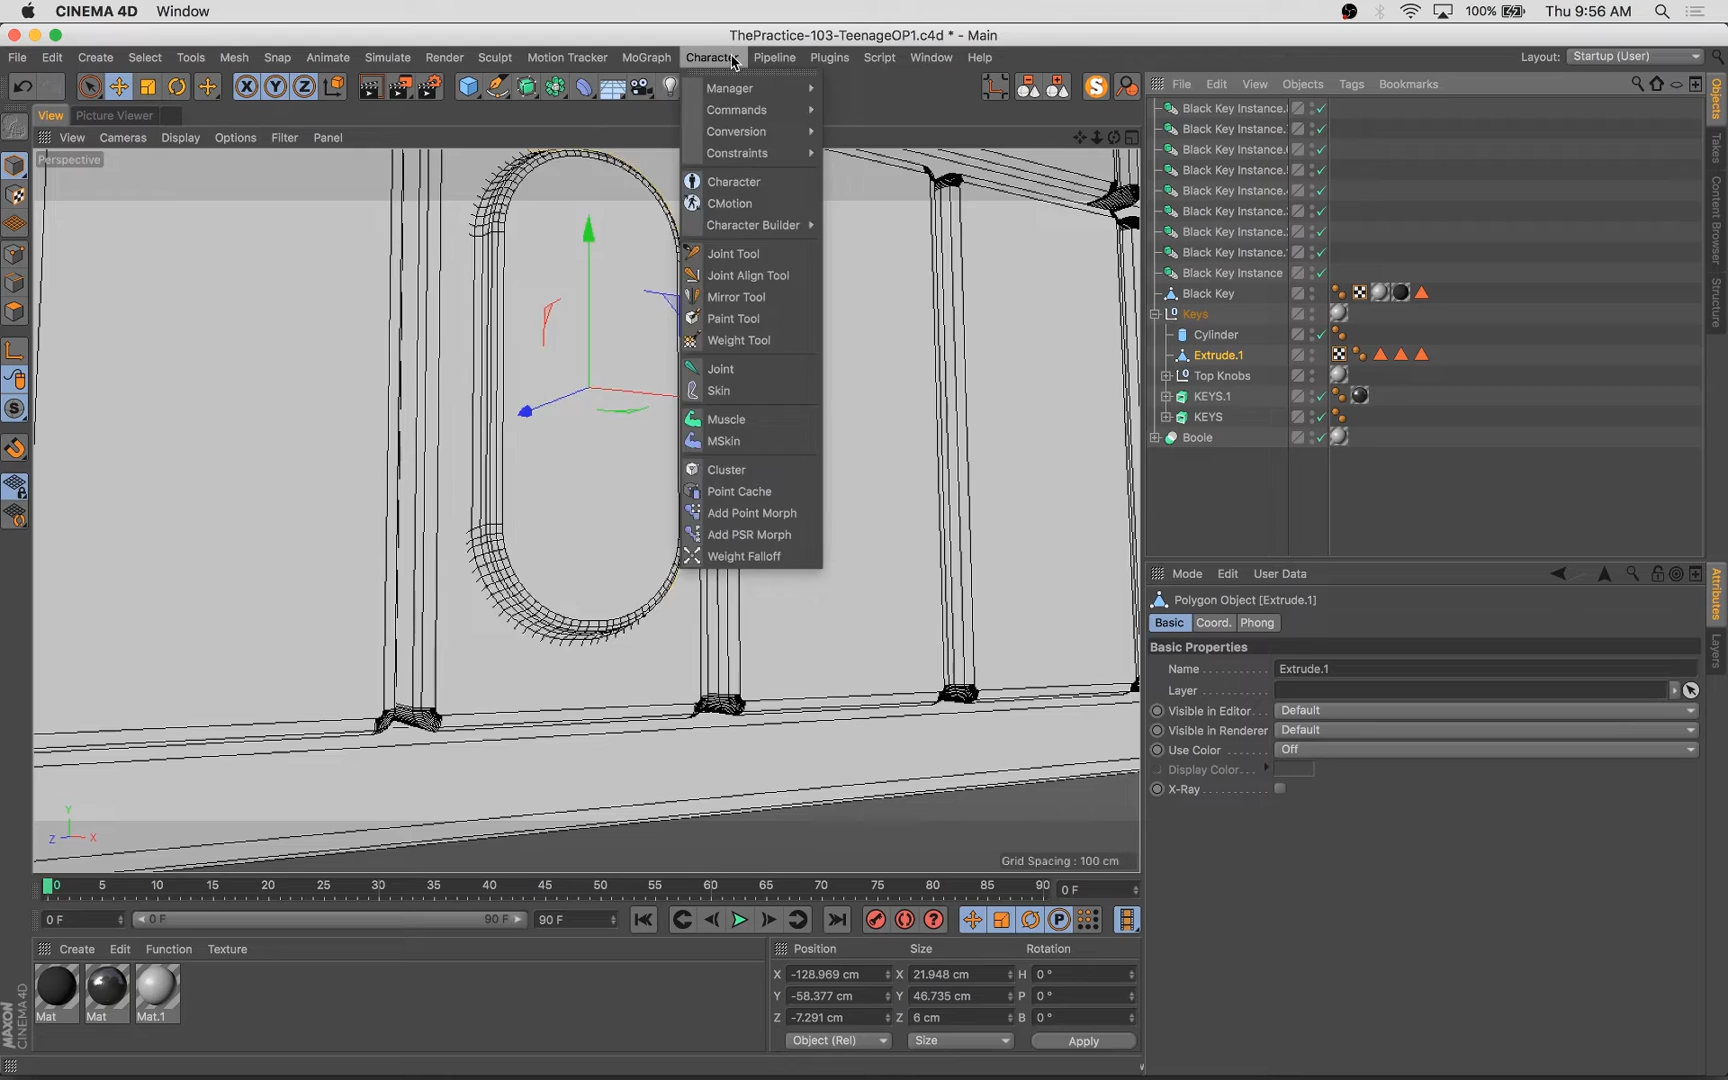 CINEMA 4D Window 100% Thu 9:56 AM
ThePractice-103-TeenageOP1.c4d * - Main
File Edit Create Select Tools Mesh Snap Animate Simulate Render Sculpt Motion Tracker MoGraph Character Pipeline Plugins Script Window Help Layout: Startup (User)
X Y Z S
File Edit View Objects Tags Bookmarks
View Picture Viewer
View Cameras Display Options Filter Panel
Perspective
Manager
Commands
Conversion
Constraints
Character
CMotion
Character Builder
Joint Tool
Joint Align Tool
Mirror Tool
Paint Tool
Weight Tool
Joint
Skin
Muscle
MSkin
Cluster
Point Cache
Add Point Morph
Add PSR Morph
Weight Falloff
Black Key Instance.
Black Key Instance.
Black Key Instance.
Black Key Instance.
Black Key Instance.
Black Key Instance.
Black Key Instance.
Black Key Instance.
Black Key Instance
Black Key
Keys
Cylinder
Extrude.1
Top Knobs
KEYS.1
KEYS
Boole
Objects
Takes
Content Browser
Structure
S
Y
Z X
Grid Spacing : 100 cm
Mode Edit User Data
Polygon Object [Extrude.1]
Basic Coord. Phong
Basic Properties
Name Extrude.1
Layer
Visible in Editor Default
Visible in Renderer Default
Use Color Off
Display Color
X-Ray
Attributes
Layers
0 5 10 15 20 25 30 35 40 45 50 55 60 65 70 75 80 85 90 0 F
0 F 0 F 90 F 90 F
? P
Create Edit Function Texture
Mat Mat Mat.1
Position Size Rotation
X -128.969 cm X 21.948 cm H 0 °
Y -58.377 cm Y 46.735 cm P 0 °
Z -7.291 cm Z 6 cm B 0 °
Object (Rel) Size Apply
MAXON
CINEMA 4D